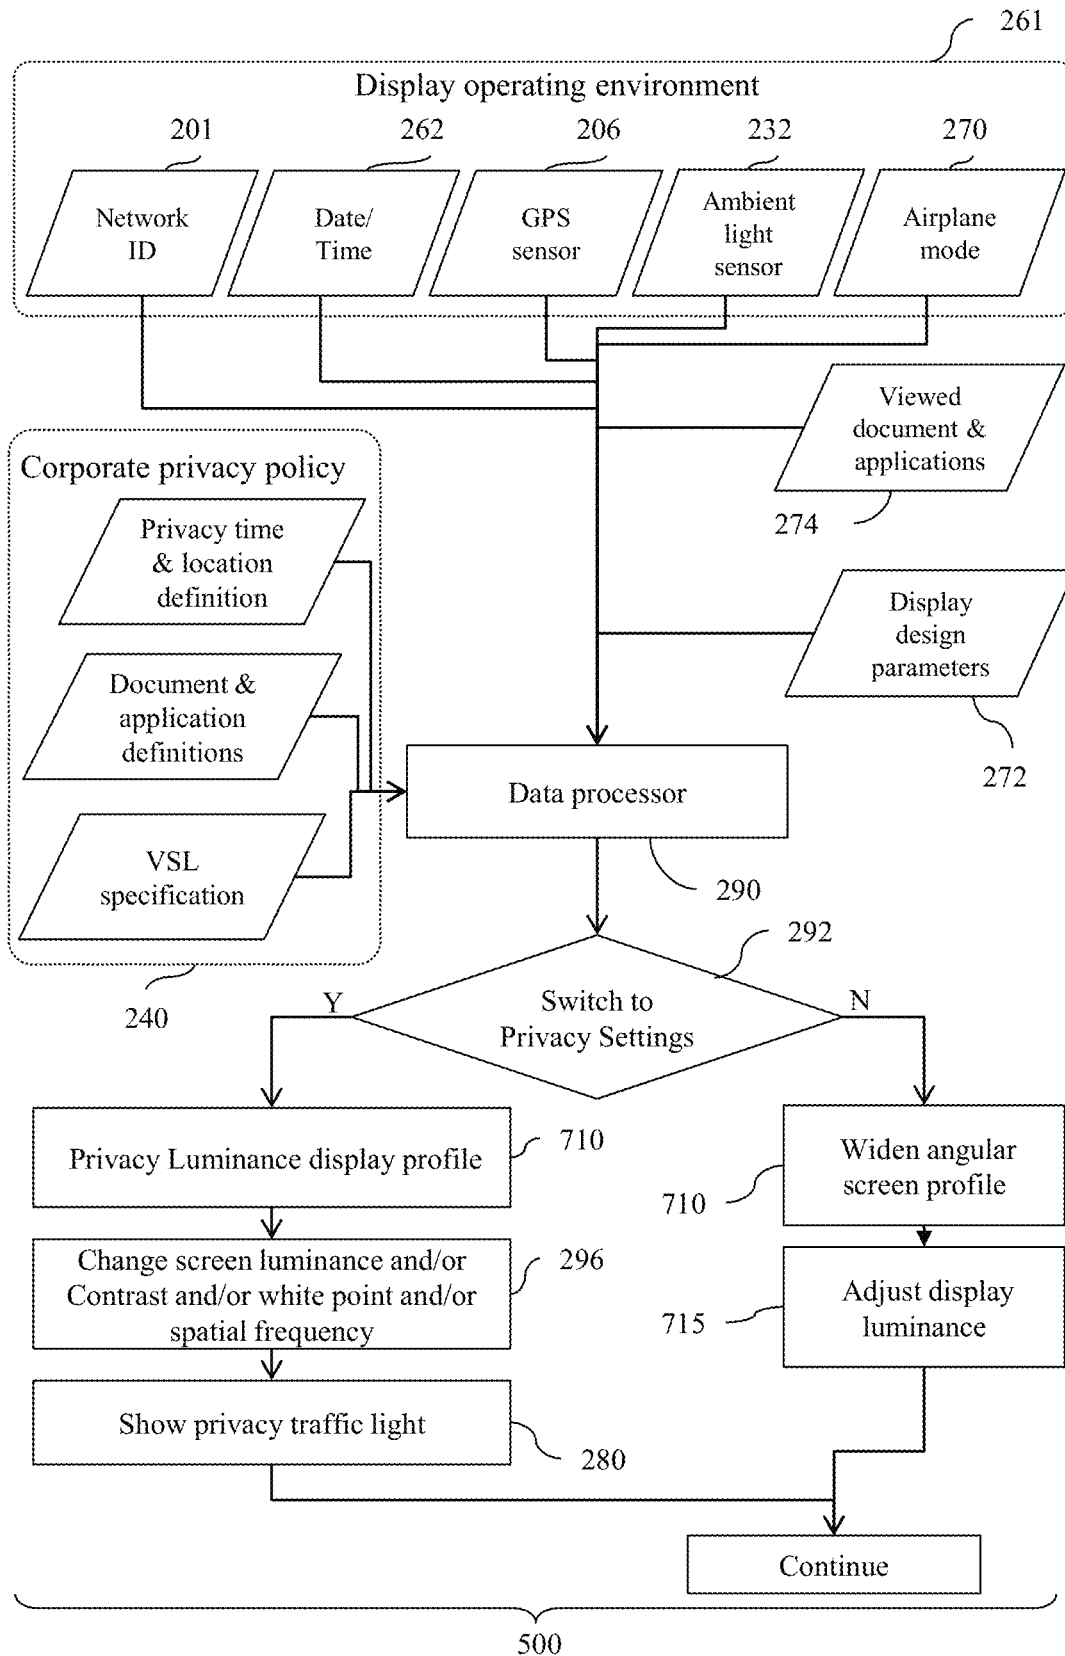 261
Display operating environment
201
262
206
232
270
Network
ID
Date/
Time
GPS
sensor
Ambient
light
sensor
Airplane
mode
Viewed
document &
applications
274
Corporate privacy policy
Privacy time
& location
definition
Display
design
parameters
272
Document &
application
definitions
Data processor
290
VSL
specification
240
292
Switch to
Privacy Settings
Y
N
Privacy Luminance display profile
710
Widen angular
screen profile
710
Change screen luminance and/or
Contrast and/or white point and/or
spatial frequency
296
Adjust display
luminance
715
Show privacy traffic light
280
Continue
500